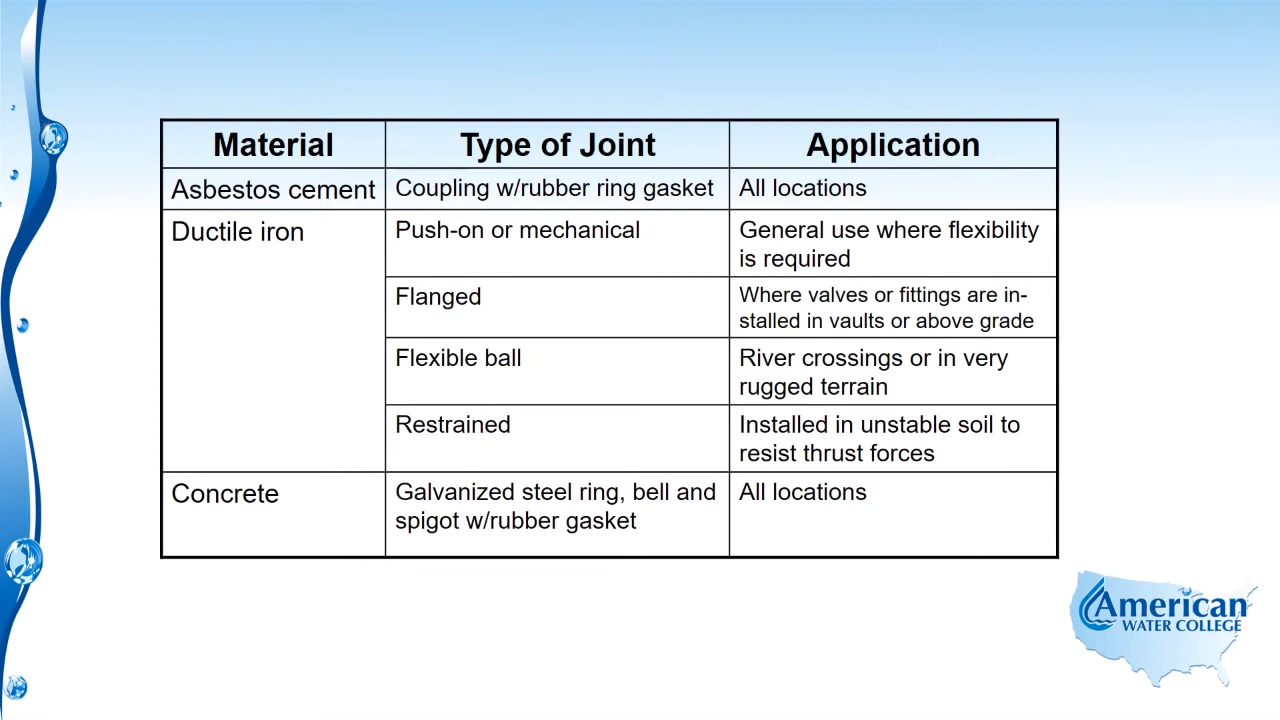 Material Type of Joint Application
Asbestos cement Coupling w/rubber ring gasket All locations
Ductile iron Push-on or mechanical General use where flexibility
is required
Flanged Where valves or fittings are in-
stalled in vaults or above grade
Flexible ball River crossings or in very
rugged terrain
Restrained Installed in unstable soil to
resist thrust forces
Concrete Galvanized steel ring, bell and All locations
spigot w/rubber gasket
American
WATER COLLEGE